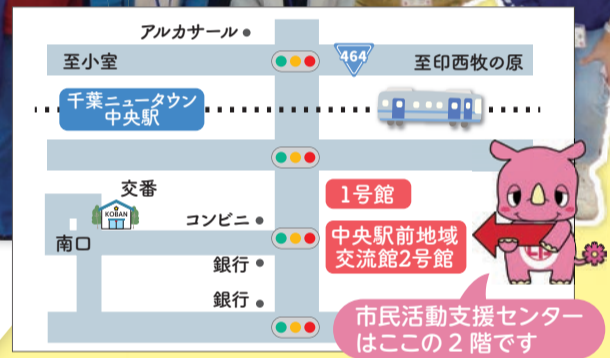 アルカサール
至小室
464
至印西牧の原
千葉ニュータウン
中央駅
交番
KOBAN
1号館
コンビニ
南口
中央駅前地域
交流館2号館
銀行
銀行
市民活動支援センター
はここの2階です